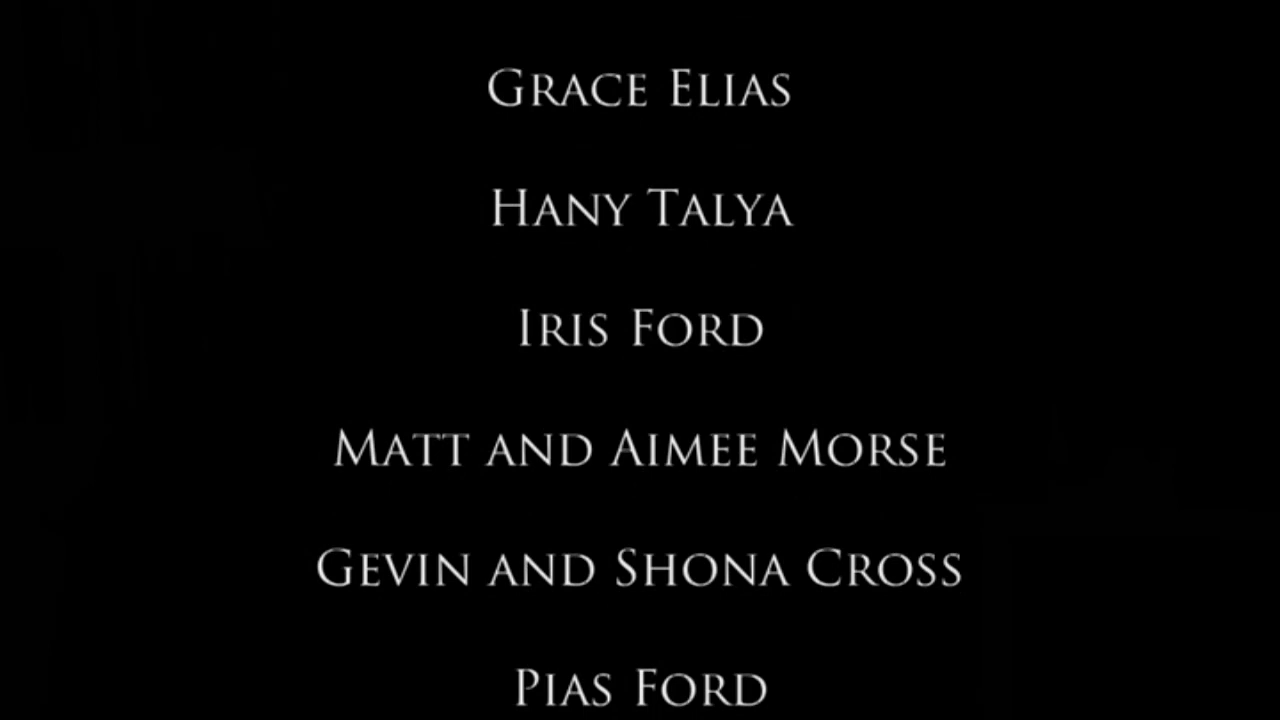 Grace Elias
Hany Talya
Iris Ford
Matt and Aimee Morse
Gevin and Shona Cross
Pias Ford